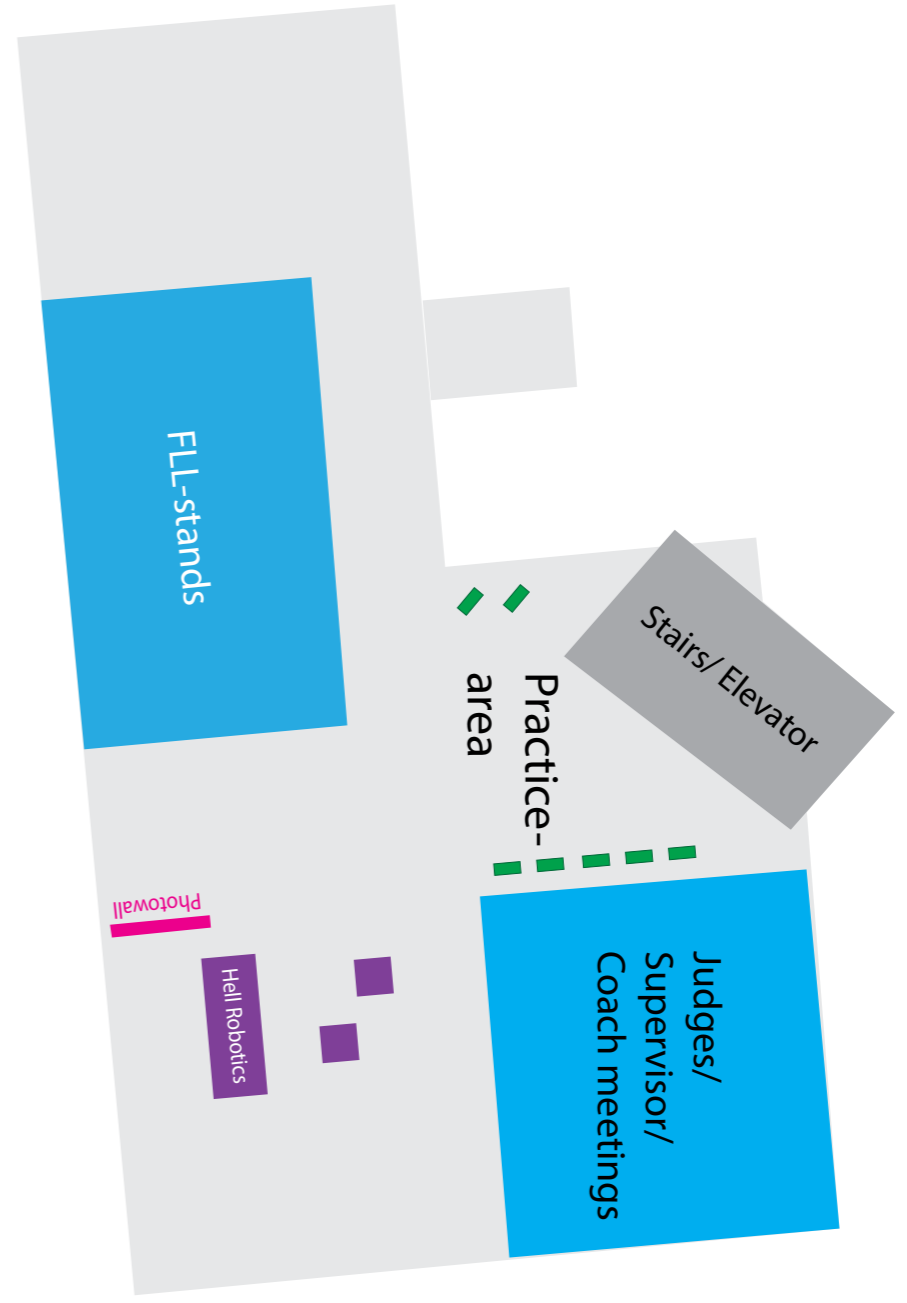 FLL-stands
Stairs/ Elevator
Practice-
area
Photowall
Hell Robotics
Judges/
Supervisor/
Coach meetings